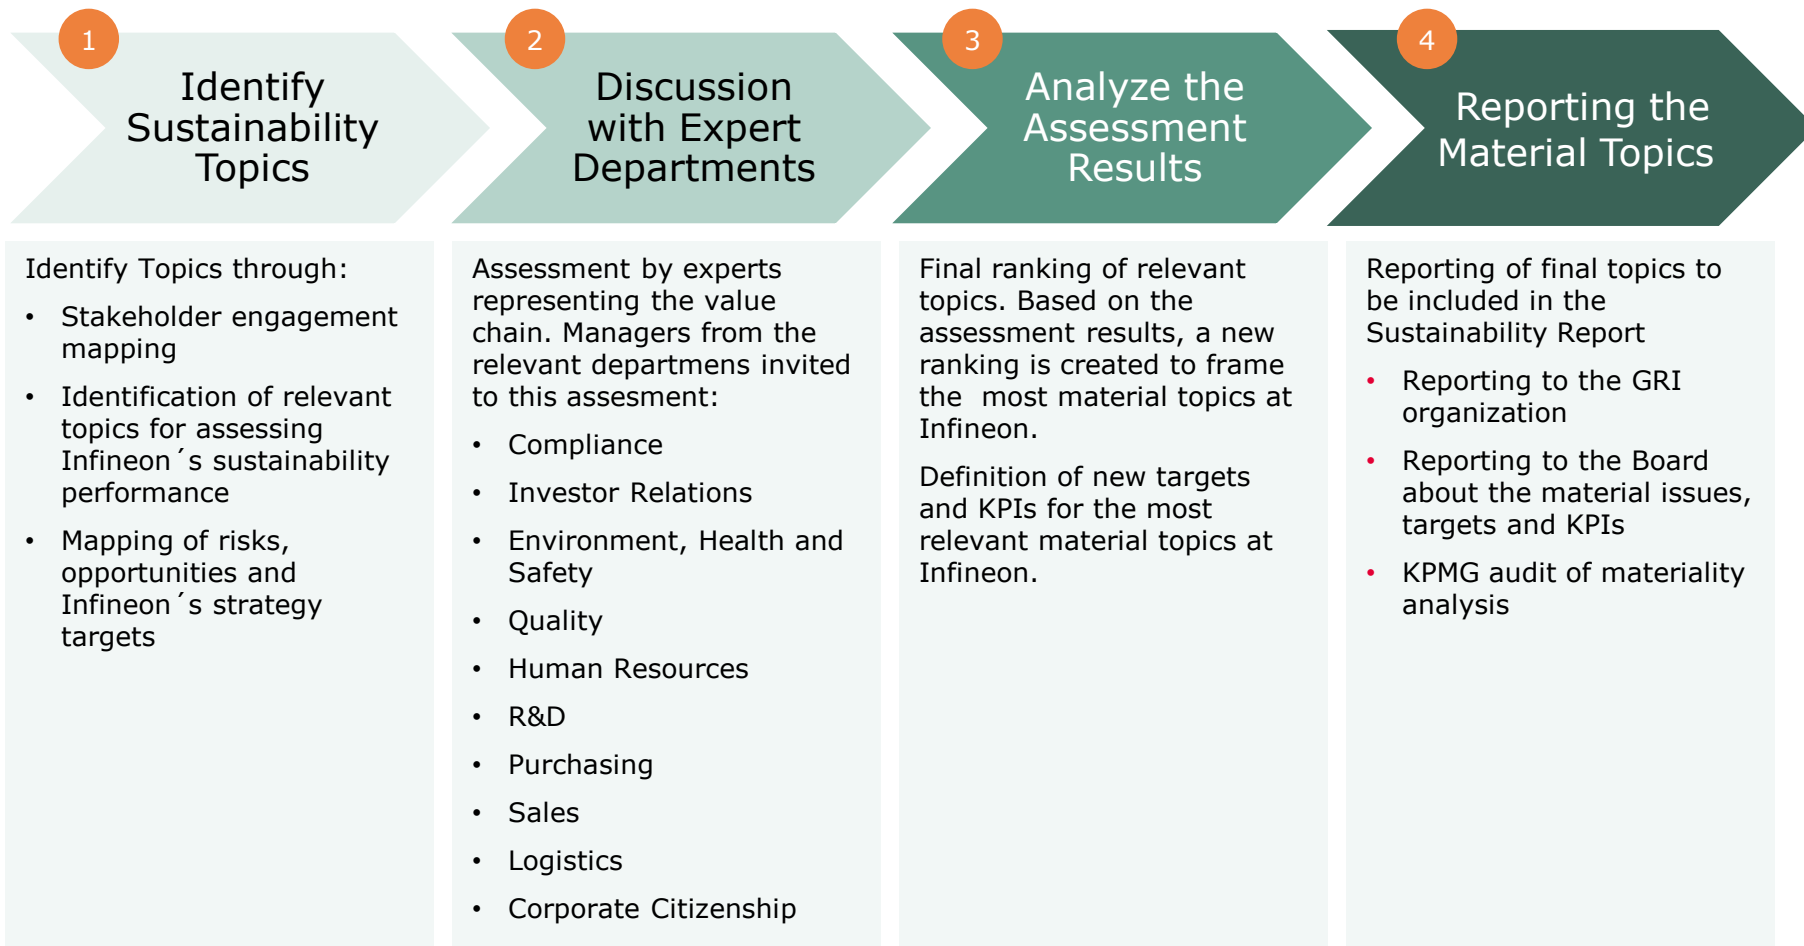 1
Identify
Sustainability
Topics
2
Discussion
with Expert
Departments
3
Analyze the
Assessment
Results
4
Reporting the
Material Topics
Identify Topics through:
• Stakeholder engagement
mapping
• Identification of relevant
topics for assessing
Infineon´s sustainability
performance
• Mapping of risks,
opportunities and
Infineon´s strategy
targets
Assessment by experts
representing the value
chain. Managers from the
relevant departmens invited
to this assesment:
• Compliance
• Investor Relations
• Environment, Health and
Safety
• Quality
• Human Resources
• R&D
• Purchasing
• Sales
• Logistics
• Corporate Citizenship
Final ranking of relevant
topics. Based on the
assessment results, a new
ranking is created to frame
the  most material topics at
Infineon.
Definition of new targets
and KPIs for the most
relevant material topics at
Infineon.
Reporting of final topics to
be included in the
Sustainability Report
• Reporting to the GRI
organization
• Reporting to the Board
about the material issues,
targets and KPIs
• KPMG audit of materiality
analysis